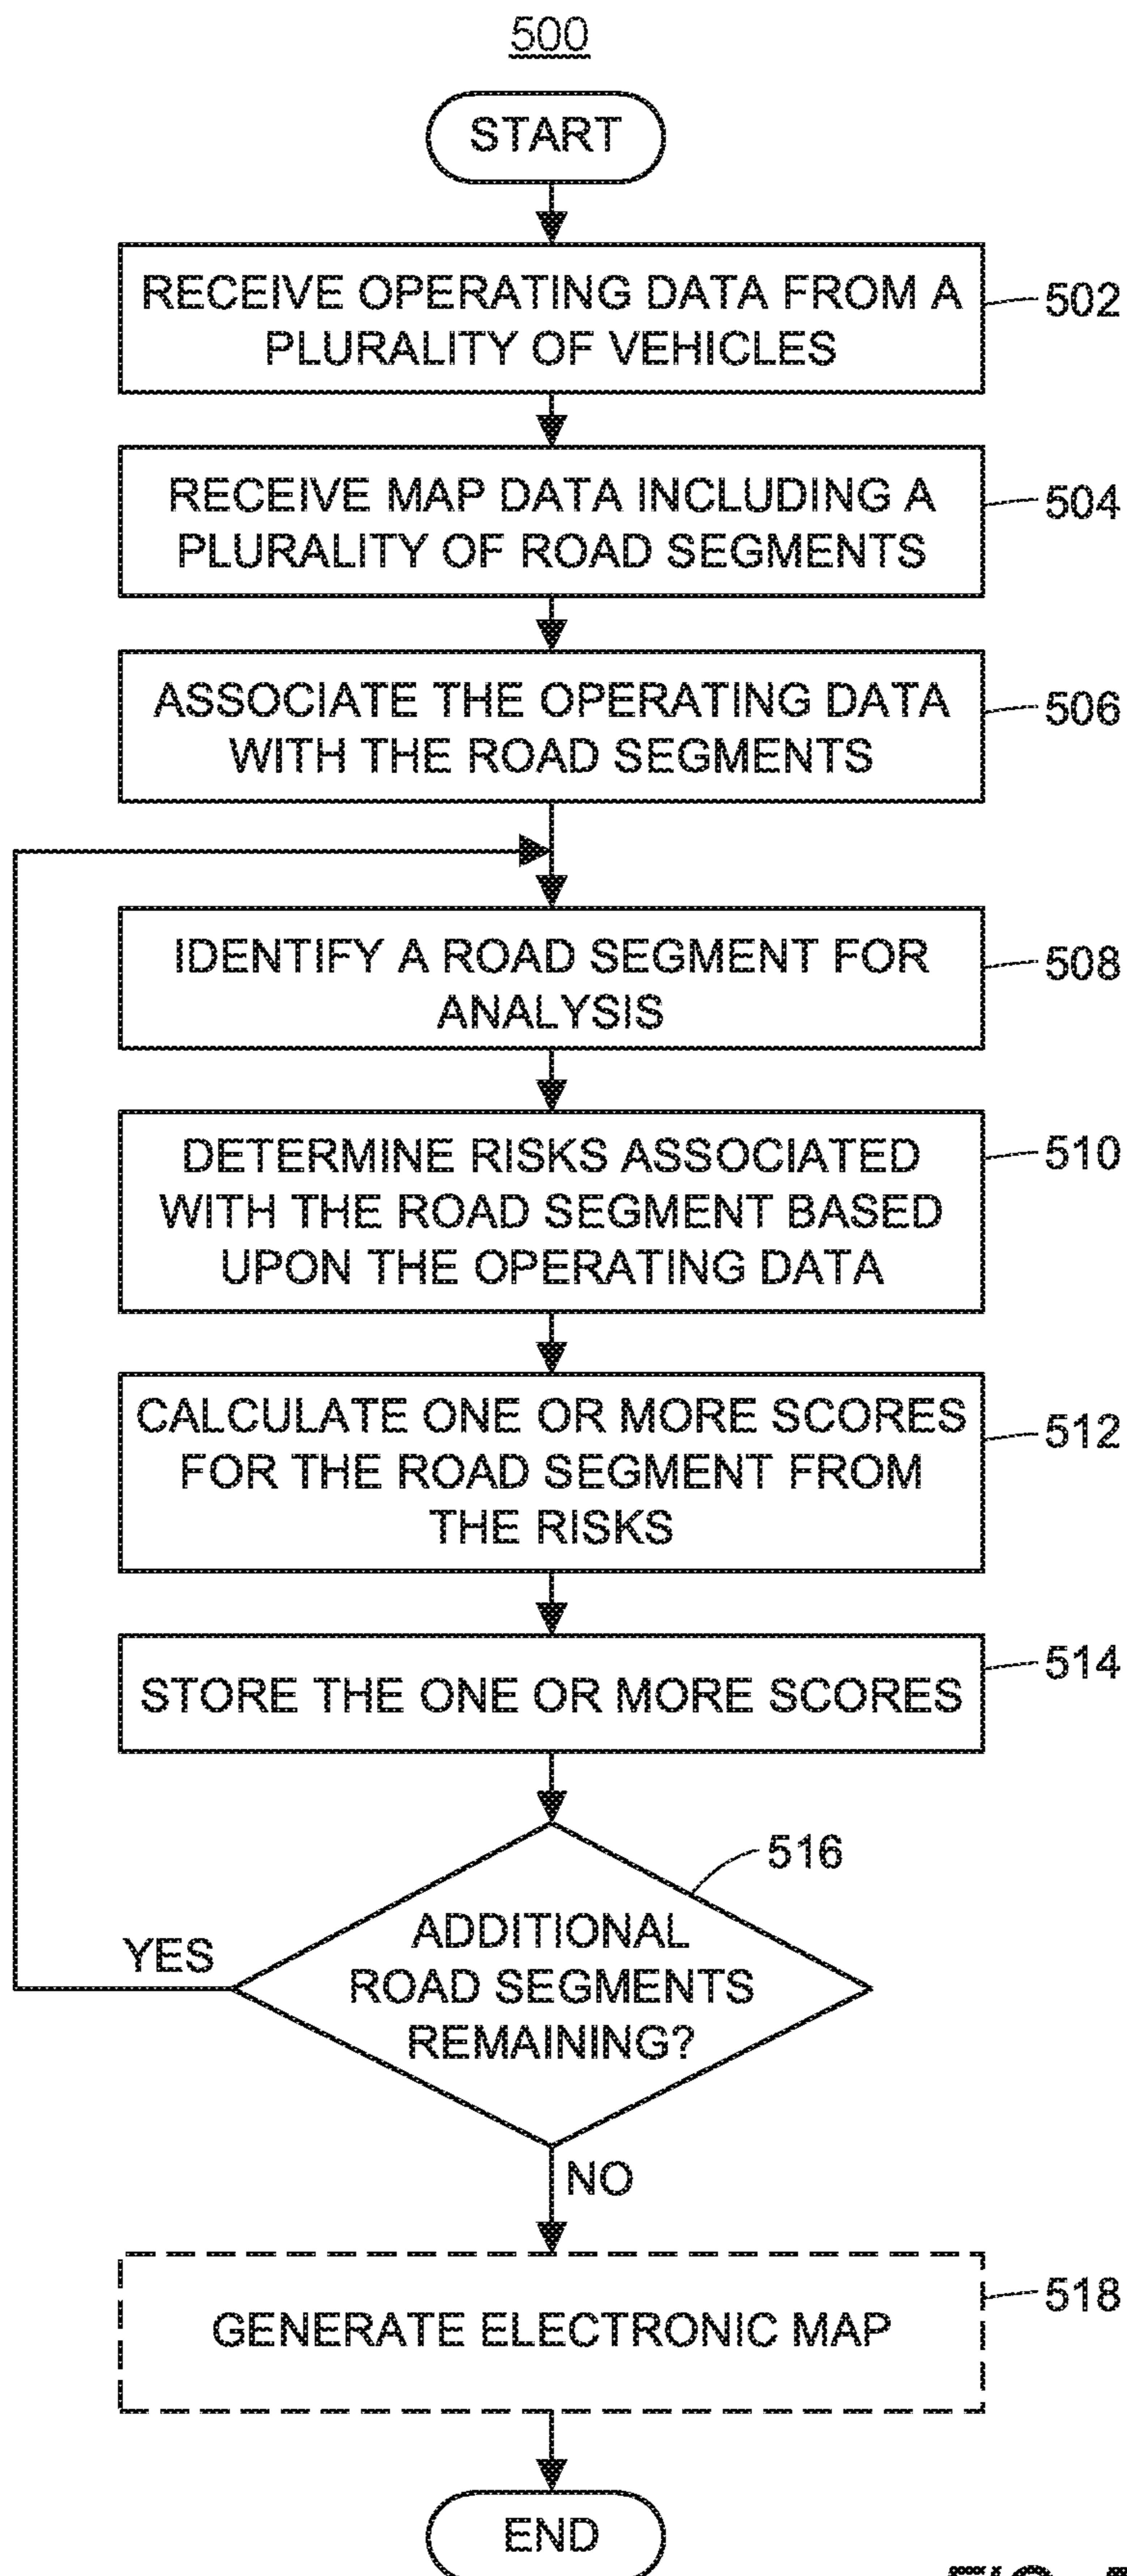 500
START
RECEIVE OPERATING DATA FROM A
PLURALITY OF VEHICLES
502
RECEIVE MAP DATA INCLUDING A
PLURALITY OF ROAD SEGMENTS
504
ASSOCIATE THE OPERATING DATA
WITH THE ROAD SEGMENTS
506
IDENTIFY A ROAD SEGMENT FOR
ANALYSIS
508
DETERMINE RISKS ASSOCIATED
WITH THE ROAD SEGMENT BASED
UPON THE OPERATING DATA
510
CALCULATE ONE OR MORE SCORES
FOR THE ROAD SEGMENT FROM
THE RISKS
512
STORE THE ONE OR MORE SCORES
514
516
ADDITIONAL
ROAD SEGMENTS
REMAINING?
YES
NO
GENERATE ELECTRONIC MAP
518
END